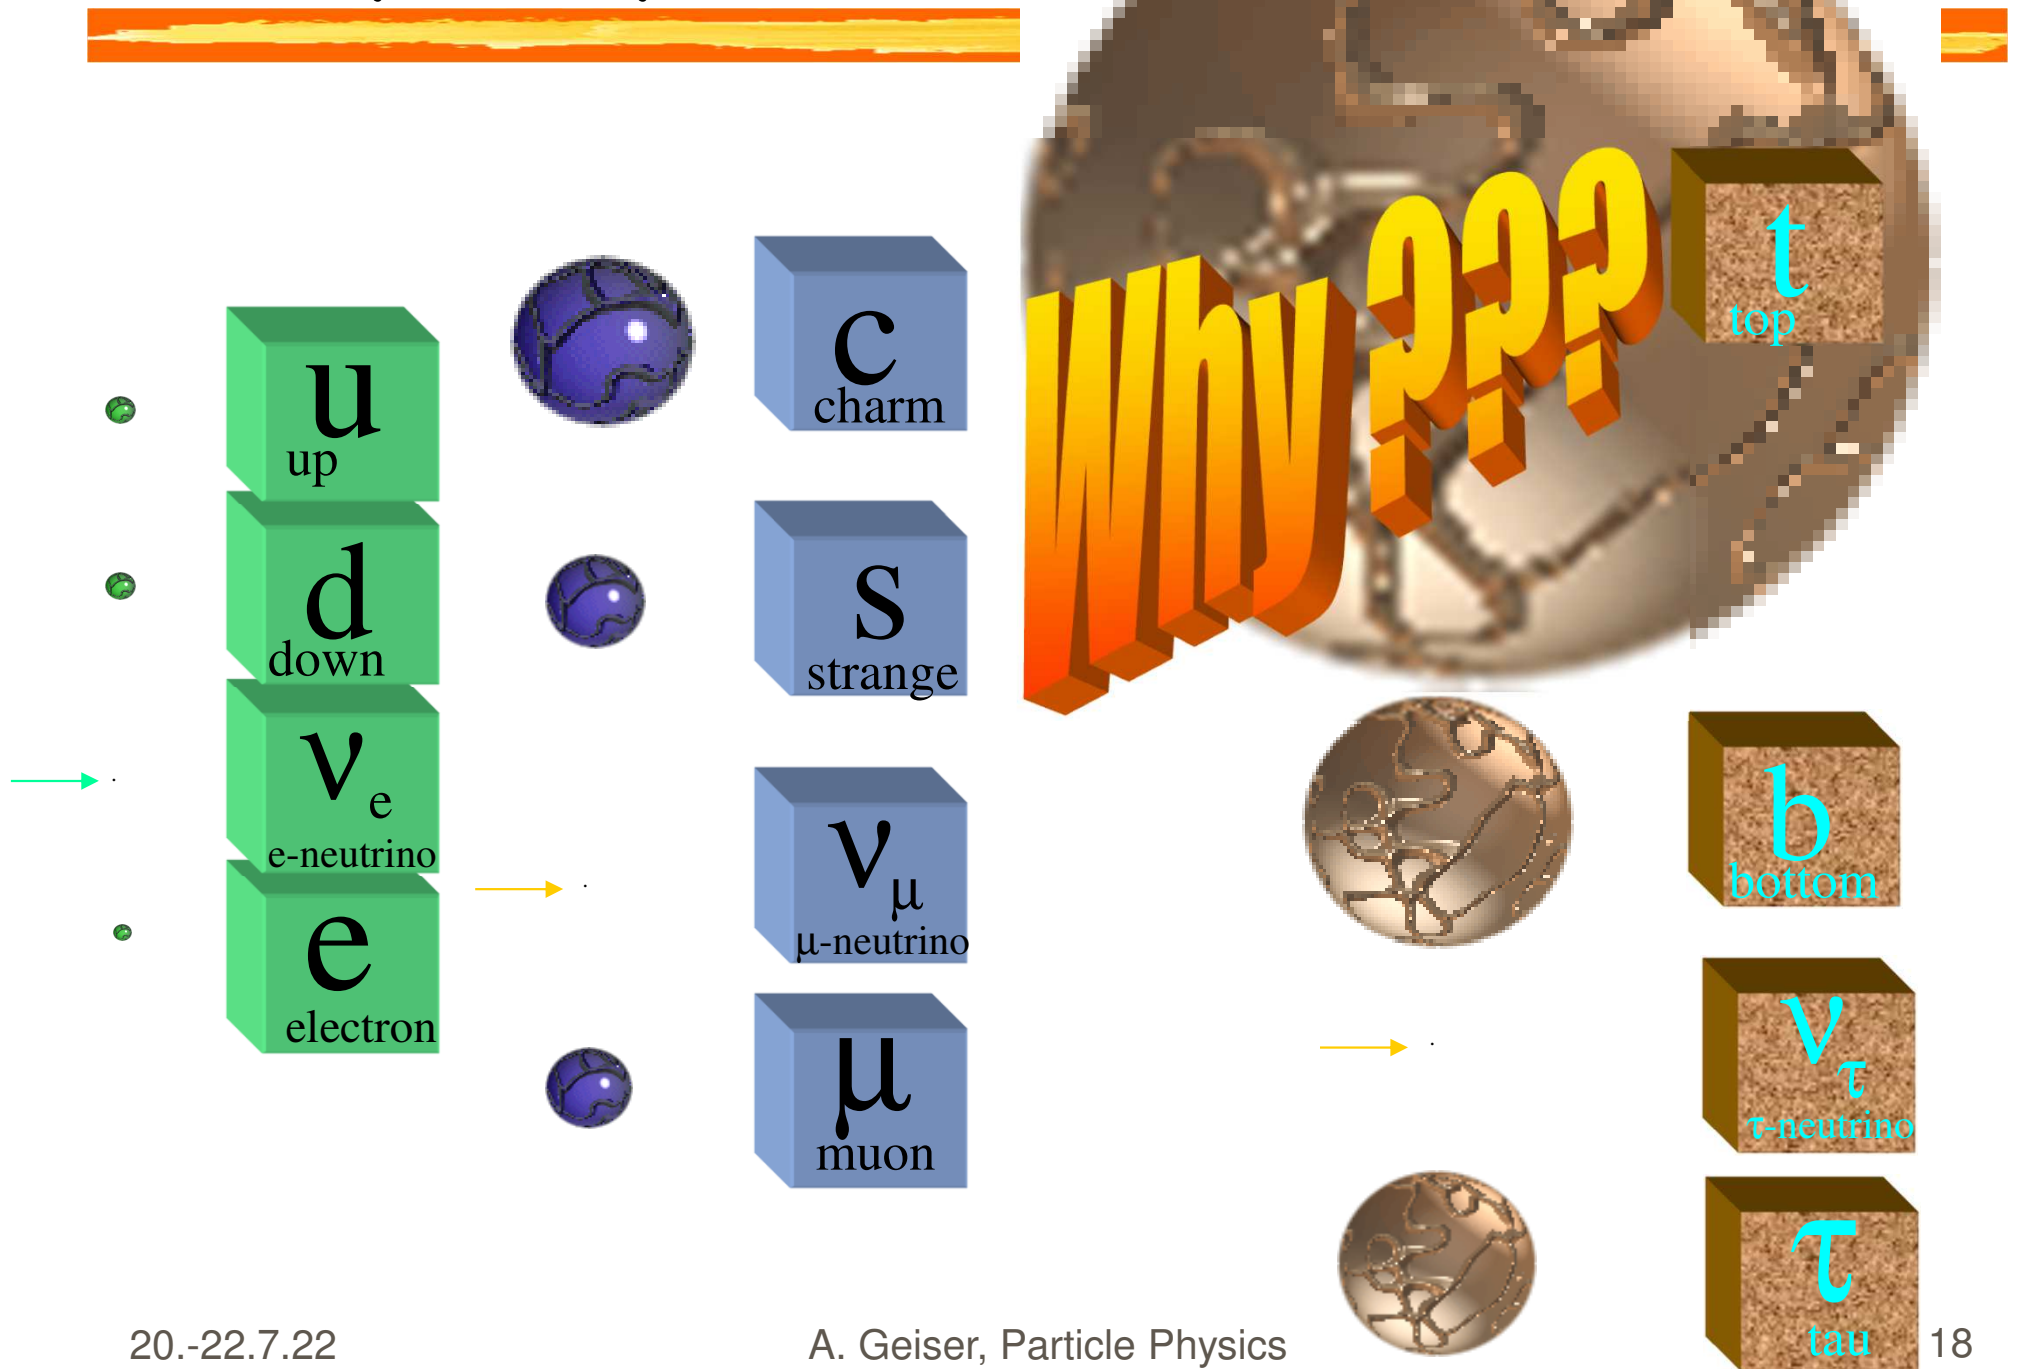 u
up
d
down
ν e
e-neutrino
e
electron
c
charm
s
strange
ν μ
μ-neutrino
μ
muon
Why ???
t
top
b
bottom
ν τ
τ-neutrino
τ
tau
20.-22.7.22
A. Geiser, Particle Physics
18